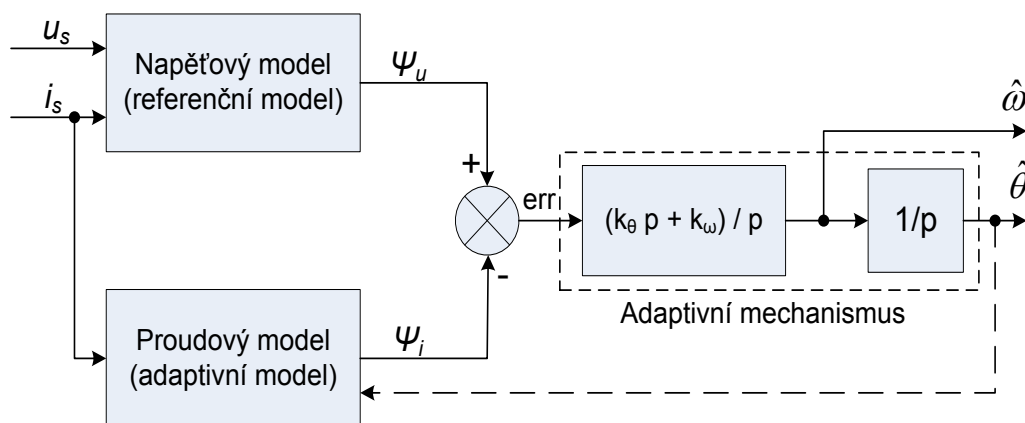 u_s
i_s
Napěťový model
(referenční model)
Ψ_u
+
-
err
(k_θ p + k_ω) / p
1/p
ω̂
θ̂
Adaptivní mechanismus
Proudový model
(adaptivní model)
Ψ_i